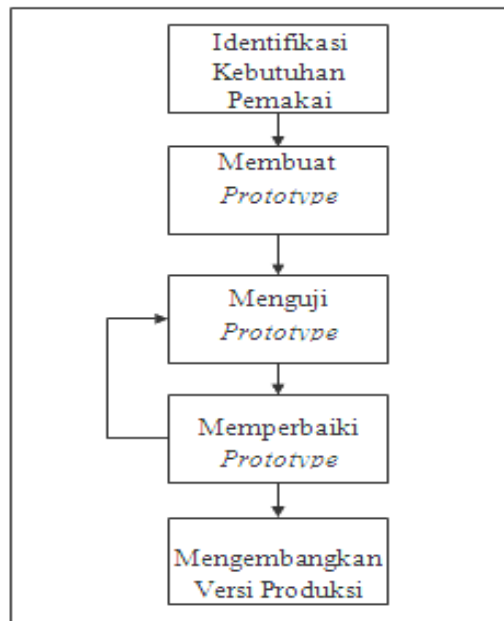 Identifikasi
Kebutuhan
Pemakai
Membuat
Prototype
Menguji
Prototype
Memperbaiki
Prototype
Mengembangkan
Versi Produksi